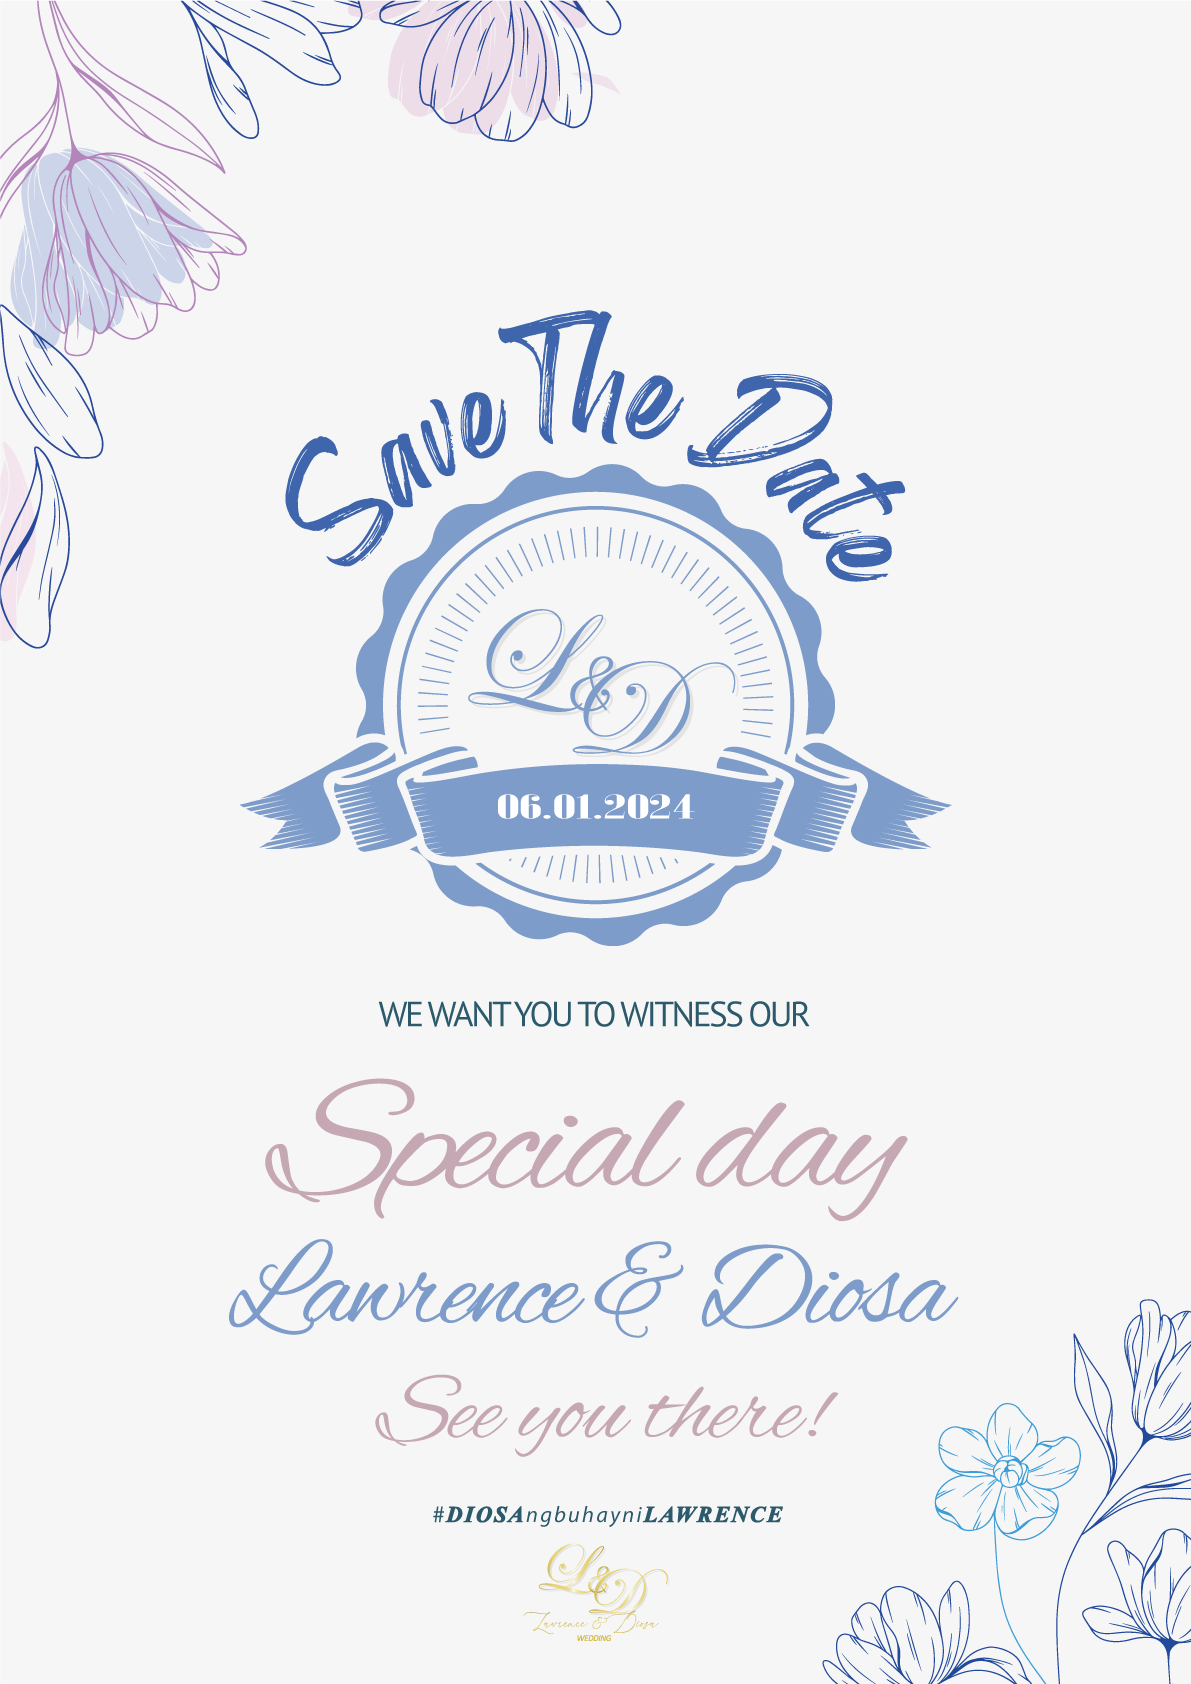 Save The Date
L&D
06.01.2024
WE WANT YOU TO WITNESS OUR
Special day
Lawrence & Diosa
See you there!
#DIOSAngbuhayniLAWRENCE
L&D
Lawrence & Diosa
WEDDING